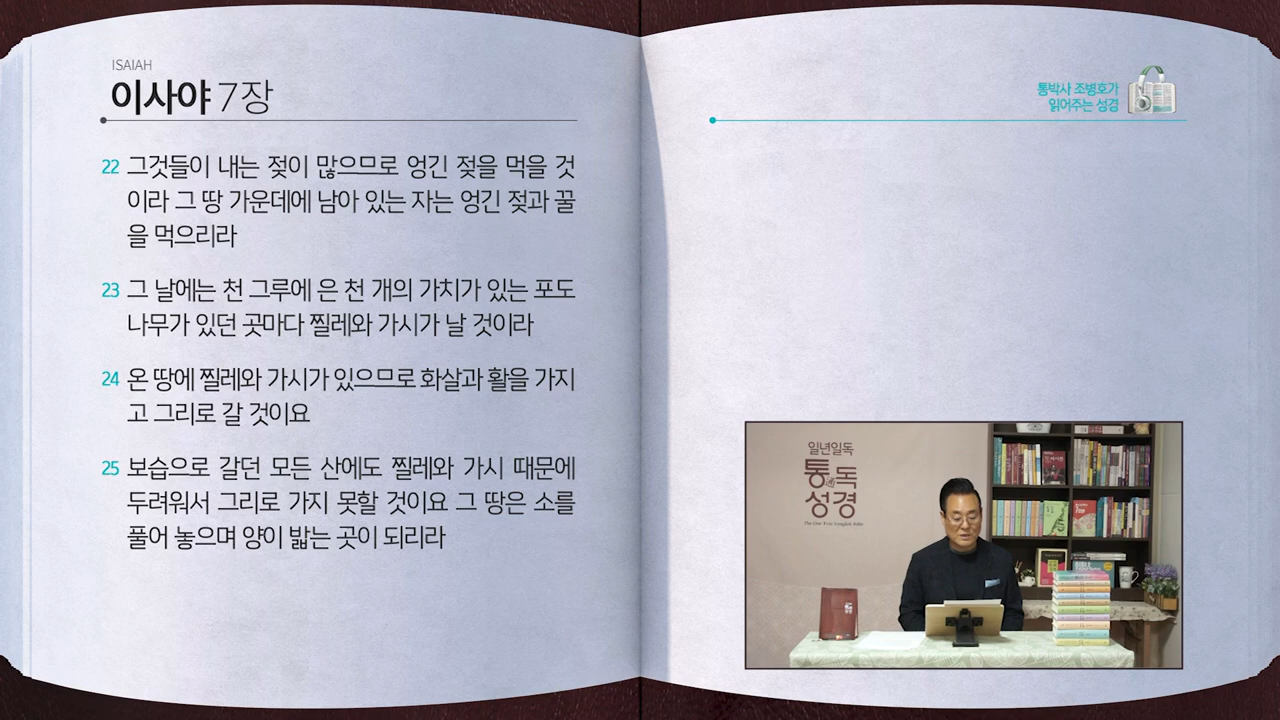 ISAIAH
이사야 7장
22 그것들이 내는 젖이 많으므로 엉긴 젖을 먹을 것
이라 그 땅 가운데에 남아 있는 자는 엉긴 젖과 꿀
을 먹으리라
23 그 날에는 천 그루에 은 천 개의 가치가 있는 포도
나무가 있던 곳마다 찔레와 가시가 날 것이라
24 온 땅에 찔레와 가시가 있으므로 화살과 활을 가지
고 그리로 갈 것이요
25 보습으로 갈던 모든 산에도 찔레와 가시 때문에
두려워서 그리로 가지 못할 것이요 그 땅은 소를
풀어 놓으며 양이 밟는 곳이 되리라
통박사 조병호가
읽어주는 성경
일년일독
통독
성경